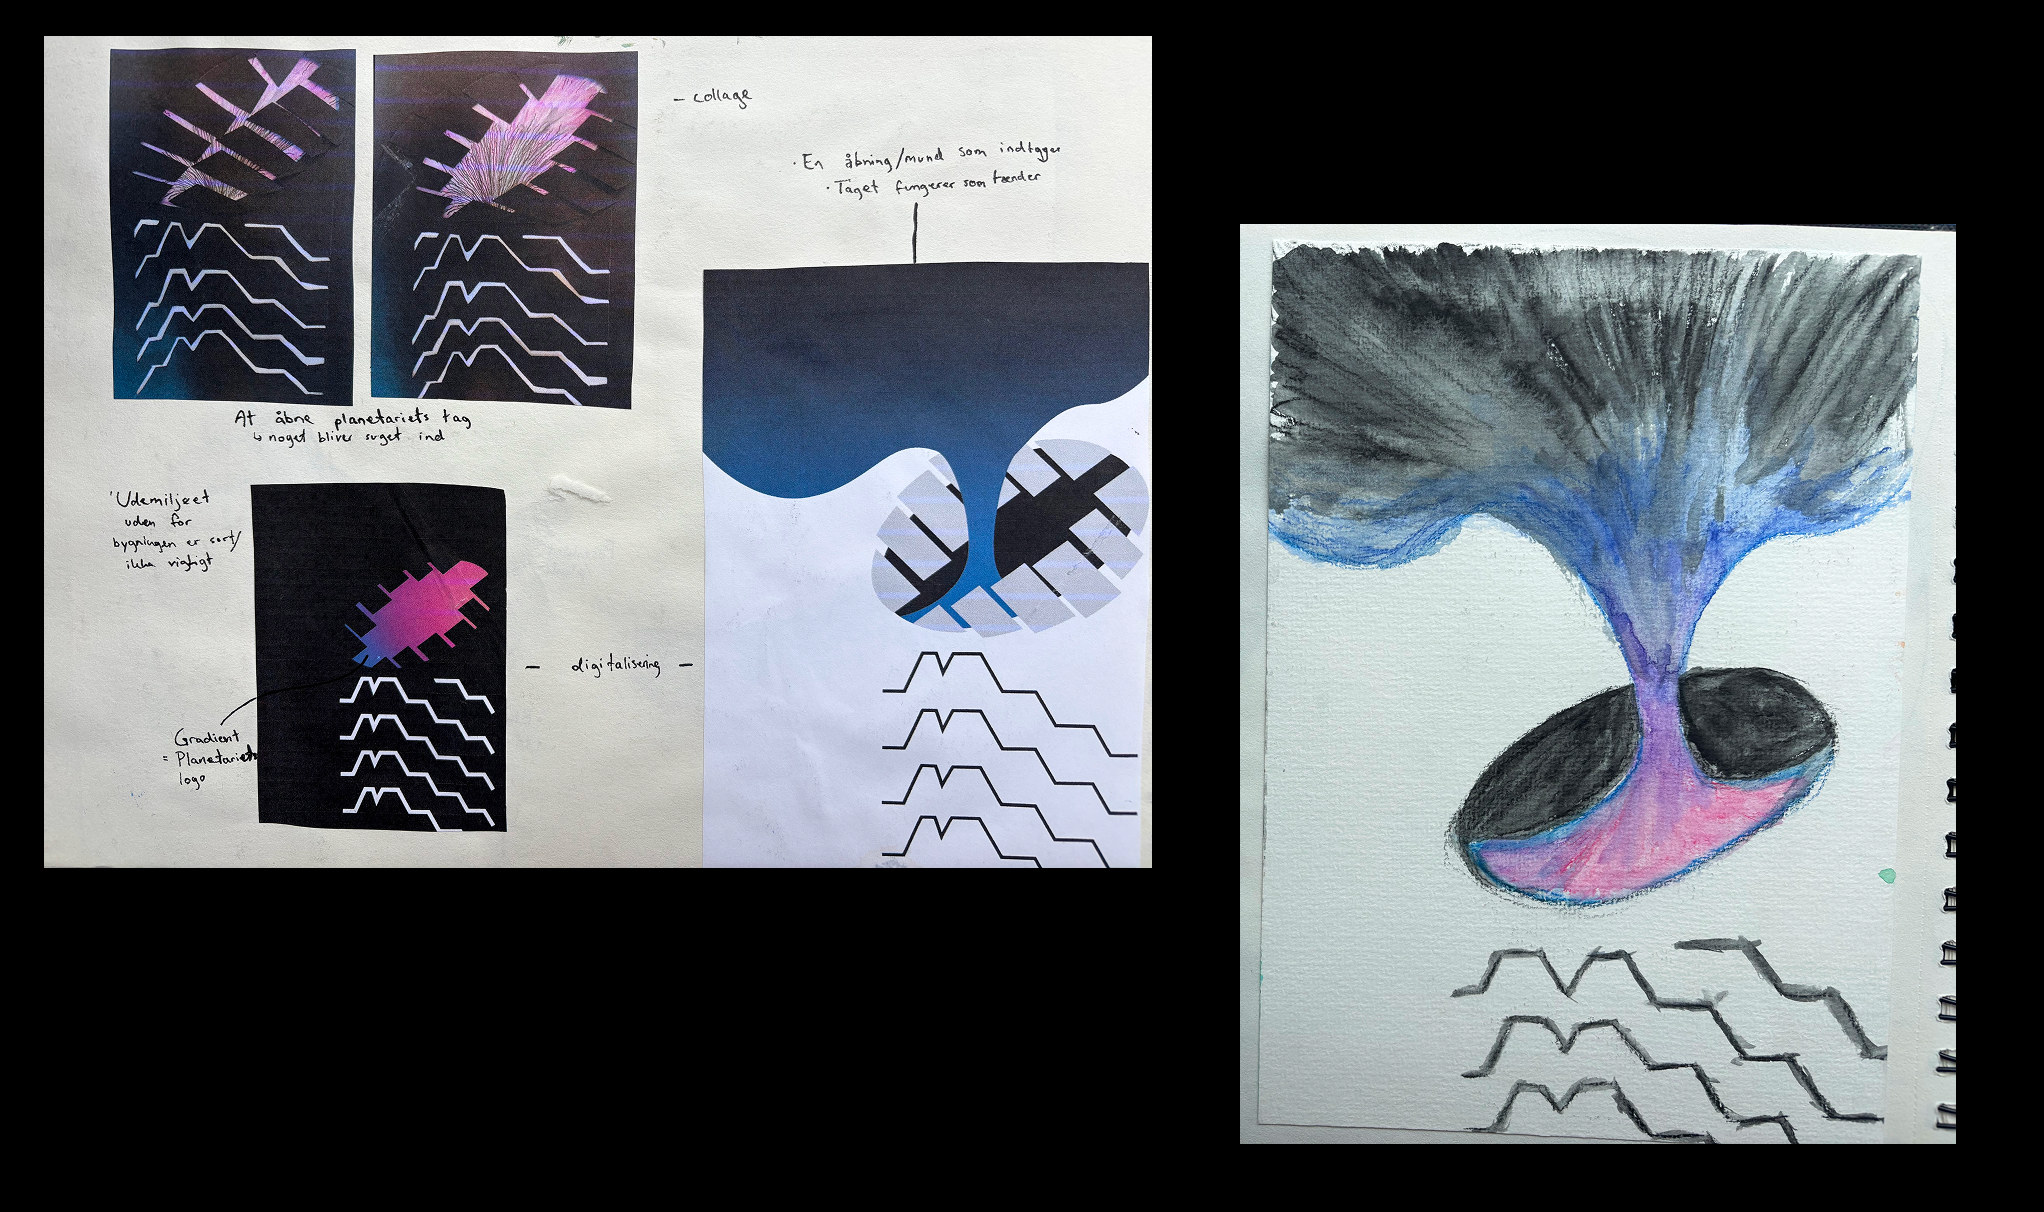 - collage
· En åbning/mund som indtager
· Taget fungerer som tænder
At åbne planetariets tag
↳ noget bliver suget ind
'Udemiljøet
uden for
bygningen er sort/
ikke vigtigt
- digitalisering -
Gradient
= Planetariets
logo